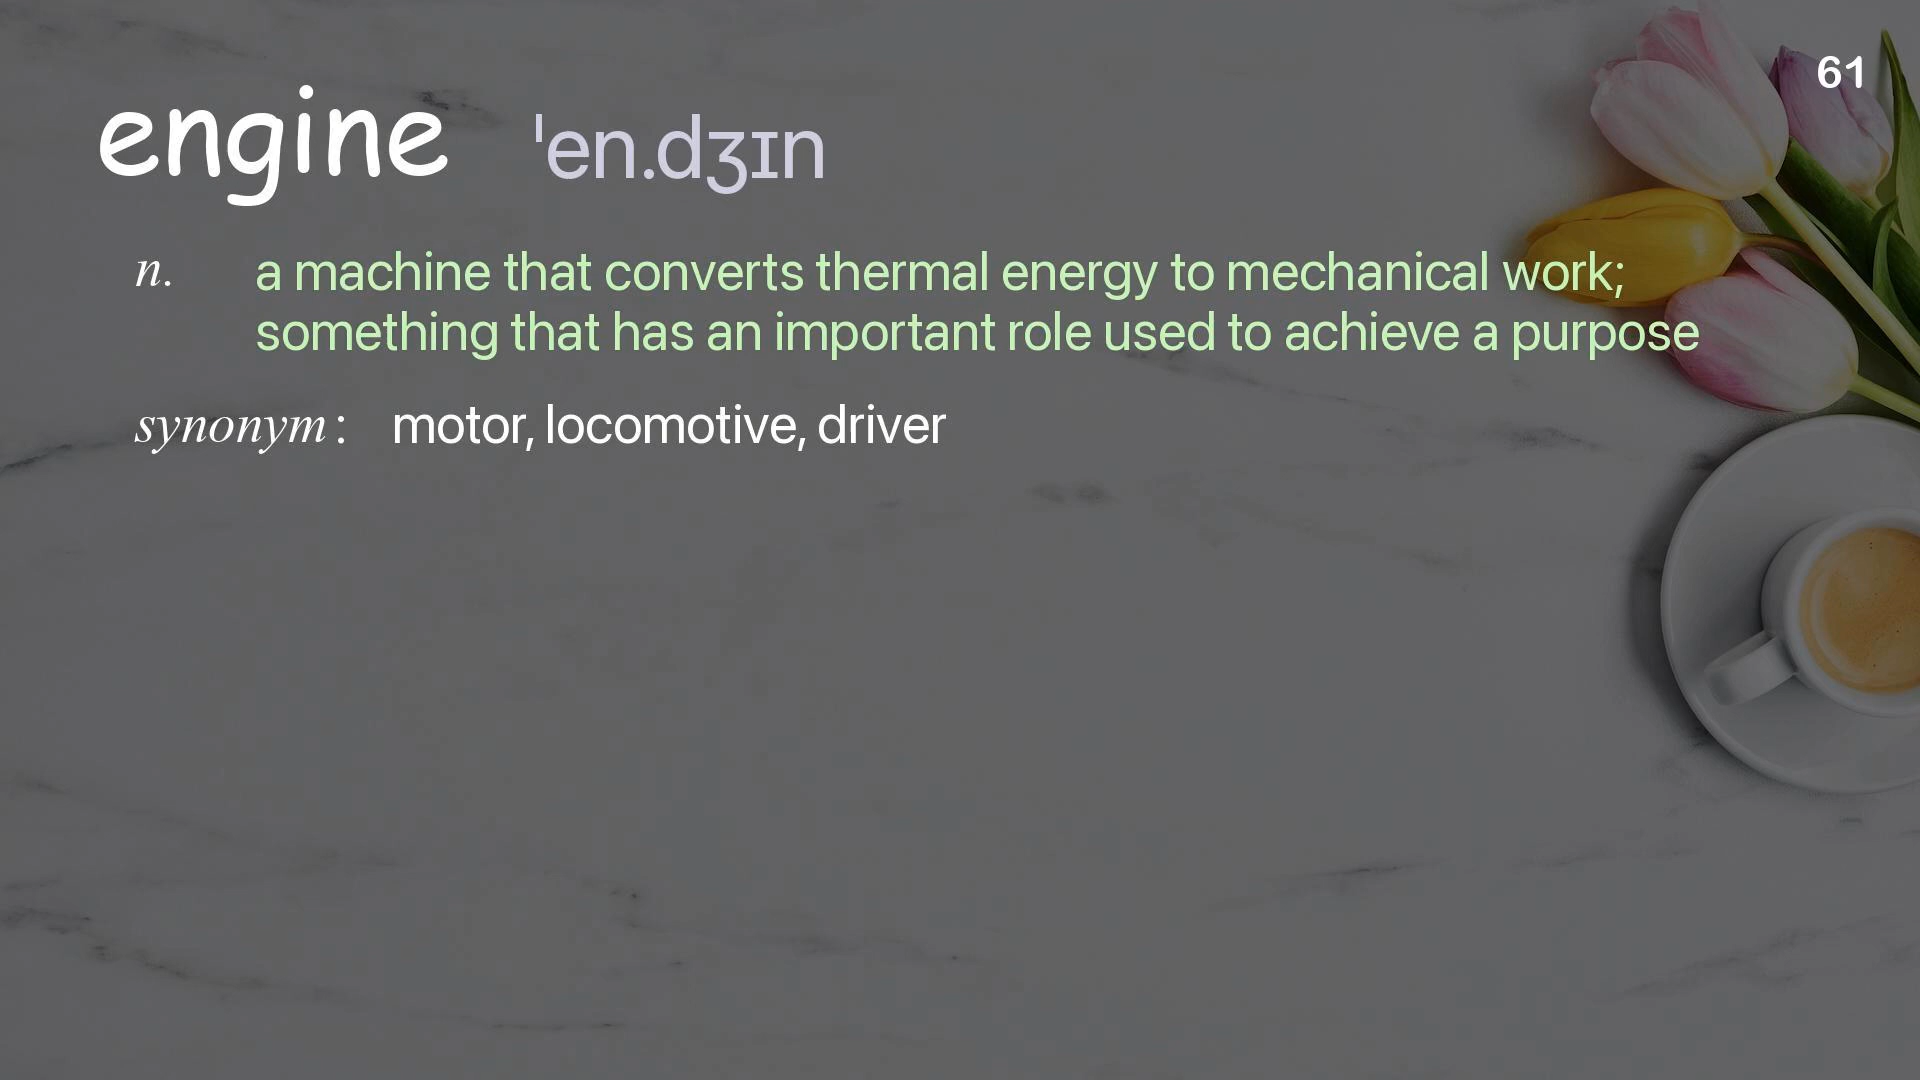 61
engine ˈen.dʒɪn
n. a machine that converts thermal energy to mechanical work;
something that has an important role used to achieve a purpose
synonym: motor, locomotive, driver